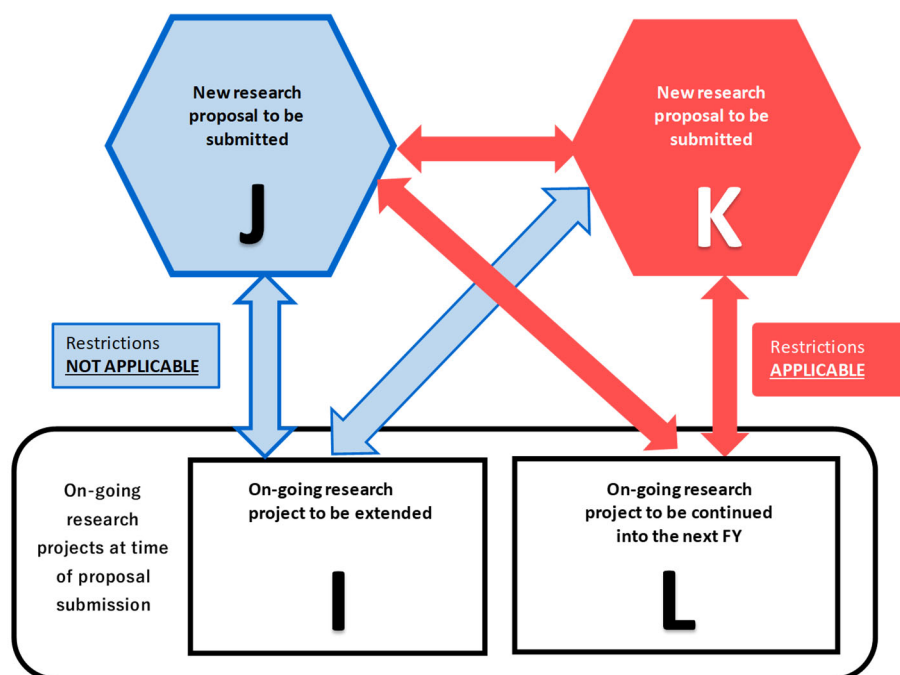 New research
proposal to be
submitted
J
New research
proposal to be
submitted
K
Restrictions
NOT APPLICABLE
Restrictions
APPLICABLE
On-going
research
projects at time
of proposal
submission
On-going research
project to be extended
I
On-going research
project to be continued
into the next FY
L